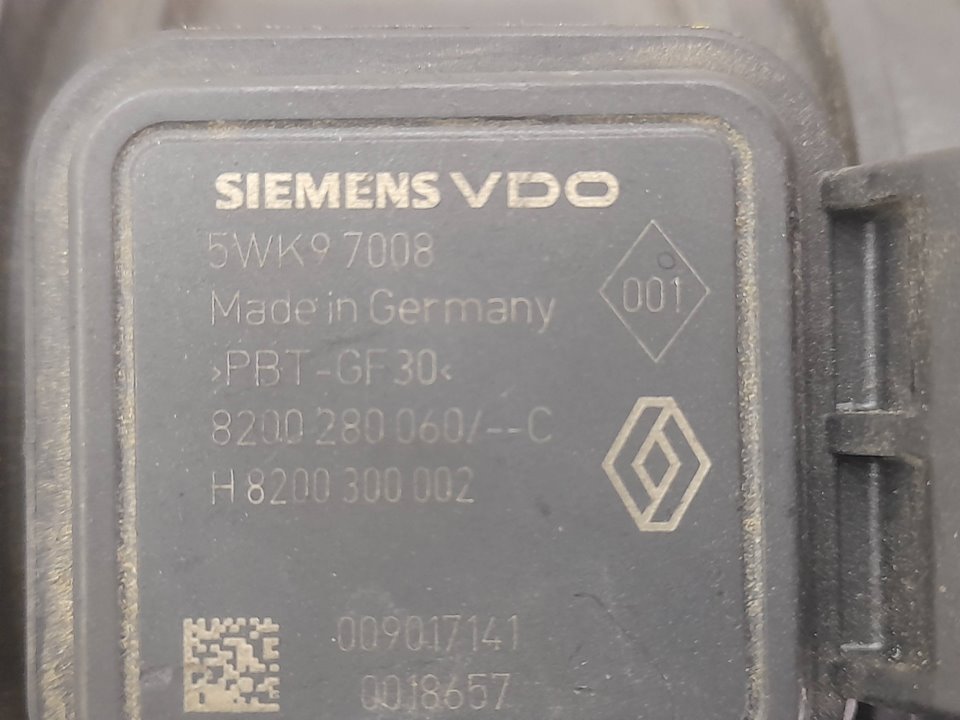 SIEMENS VDO
5WK9 7008
001
Made in Germany
>PBT-GF30<
8200 280 060/--C
H 8200 300 002
009017141
0018657